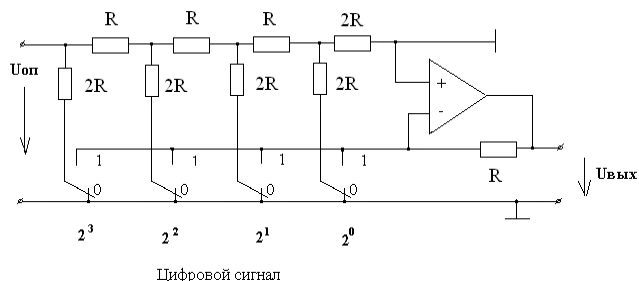 R R R 2R
Uоп 2R 2R 2R 2R
+
-
1 1 1 1
R
0 0 0 0
Uвых
2³ 2² 2¹ 2⁰
Цифровой сигнал